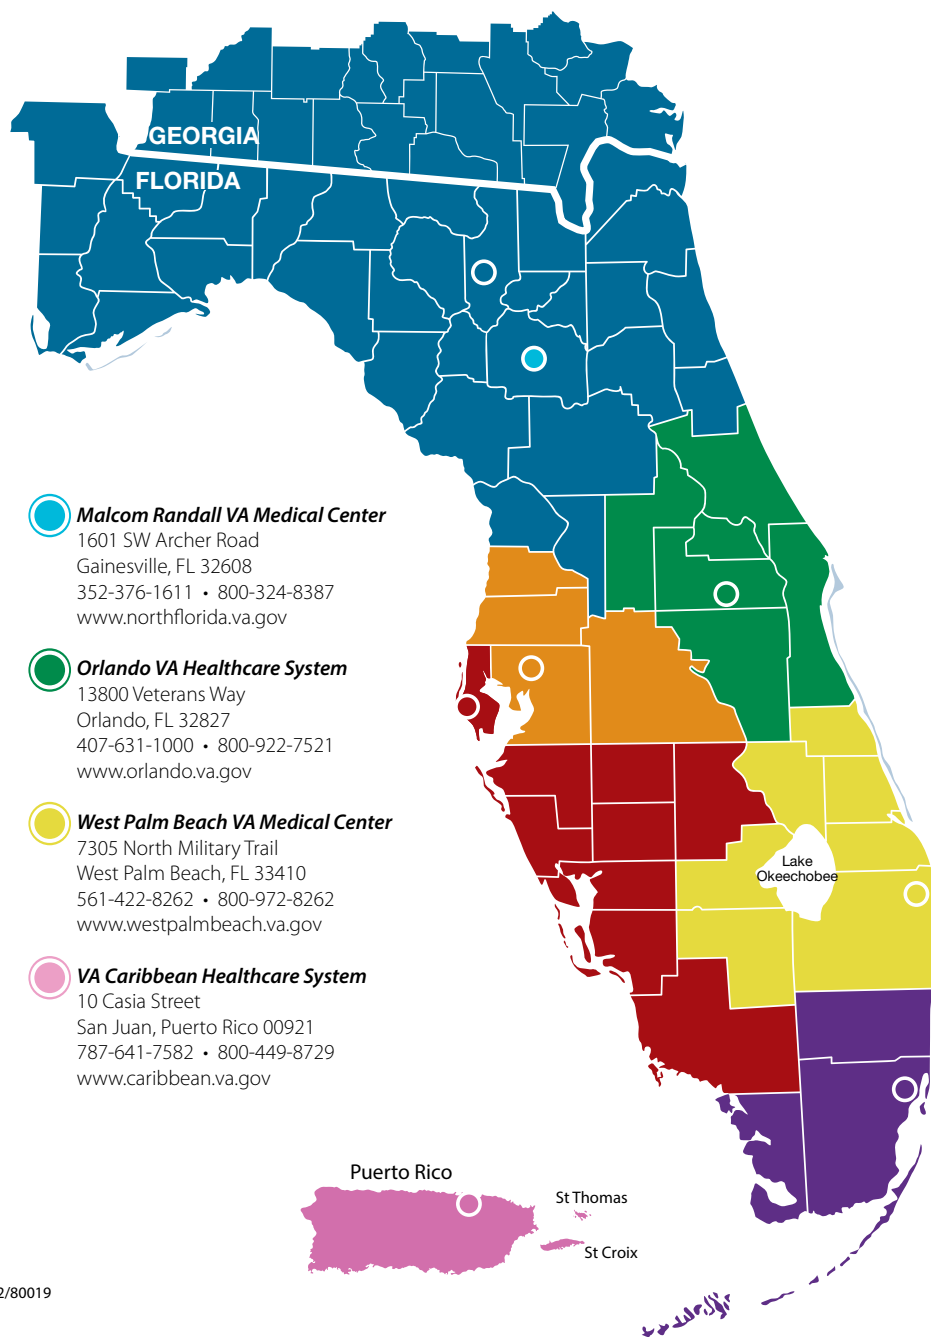 GEORGIA
FLORIDA
Malcom Randall VA Medical Center
1601 SW Archer Road
Gainesville, FL 32608
352-376-1611 • 800-324-8387
www.northflorida.va.gov
Orlando VA Healthcare System
13800 Veterans Way
Orlando, FL 32827
407-631-1000 • 800-922-7521
www.orlando.va.gov
West Palm Beach VA Medical Center
7305 North Military Trail
West Palm Beach, FL 33410
561-422-8262 • 800-972-8262
www.westpalmbeach.va.gov
Lake
Okeechobee
VA Caribbean Healthcare System
10 Casia Street
San Juan, Puerto Rico 00921
787-641-7582 • 800-449-8729
www.caribbean.va.gov
Puerto Rico
St Thomas
St Croix
2/80019